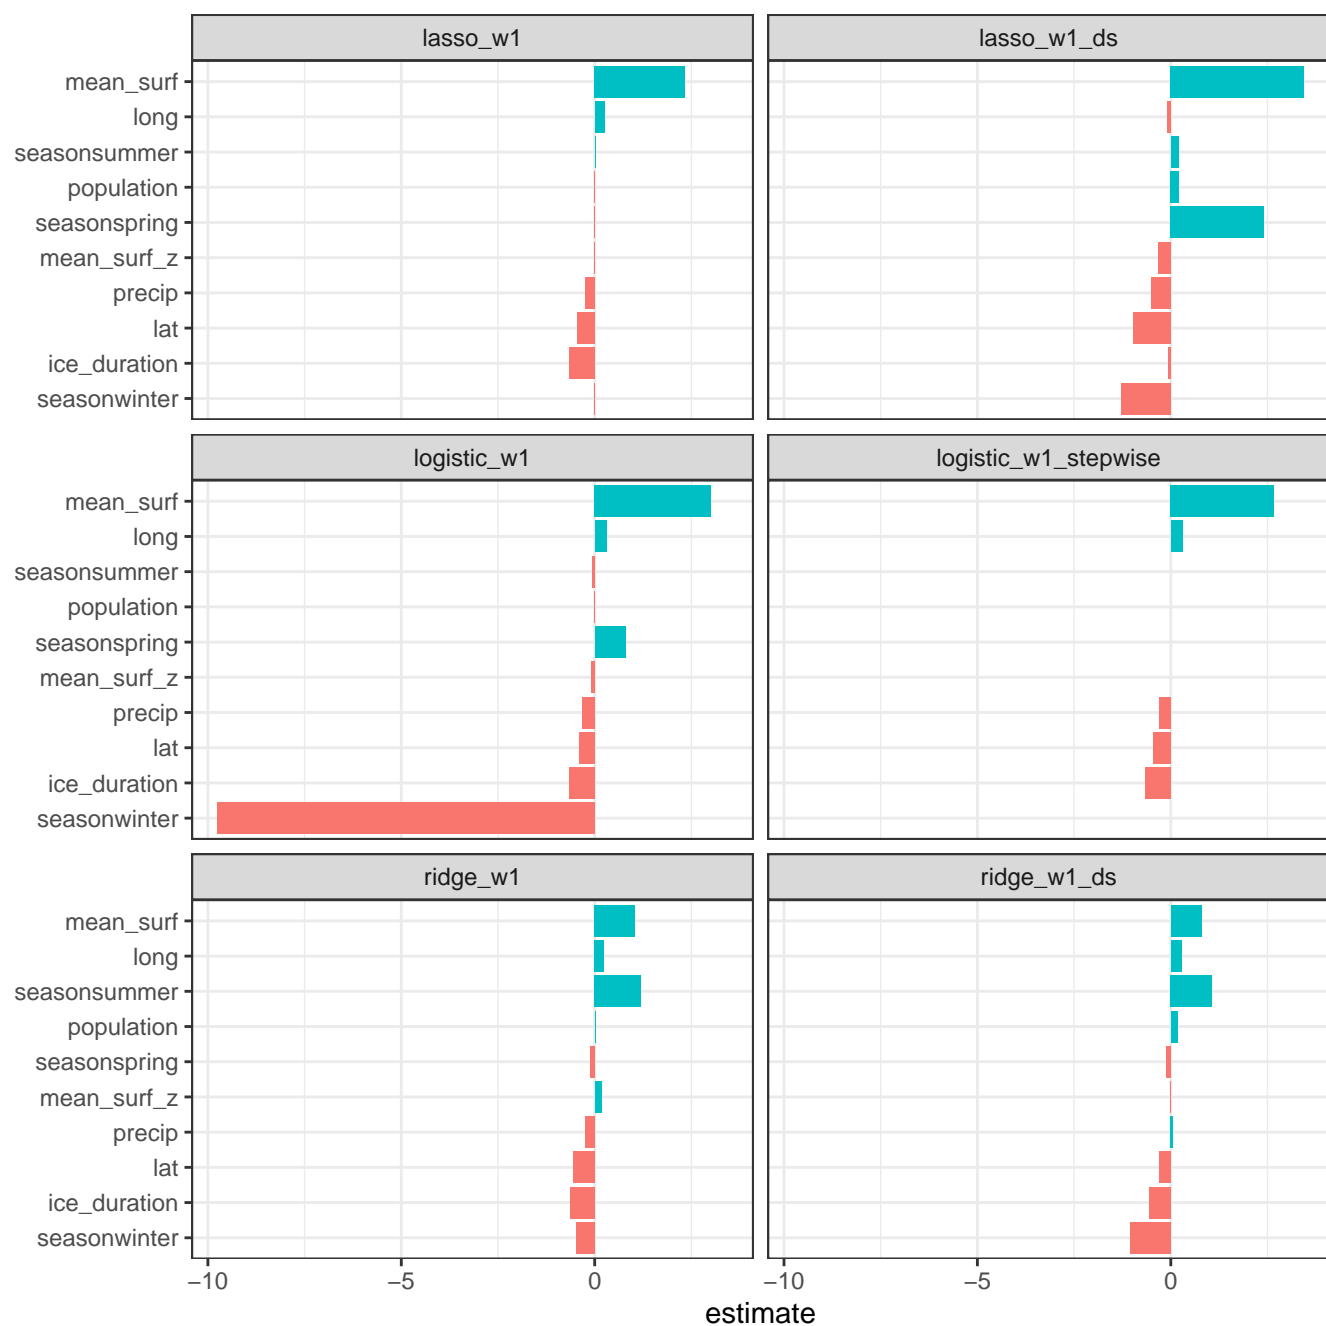 lasso_w1
lasso_w1_ds
mean_surf
long
seasonsummer
population
seasonspring
mean_surf_z
precip
lat
ice_duration
seasonwinter
logistic_w1
logistic_w1_stepwise
mean_surf
long
seasonsummer
population
seasonspring
mean_surf_z
precip
lat
ice_duration
seasonwinter
ridge_w1
ridge_w1_ds
mean_surf
long
seasonsummer
population
seasonspring
mean_surf_z
precip
lat
ice_duration
seasonwinter
−10 −5 0
−10 −5 0
estimate